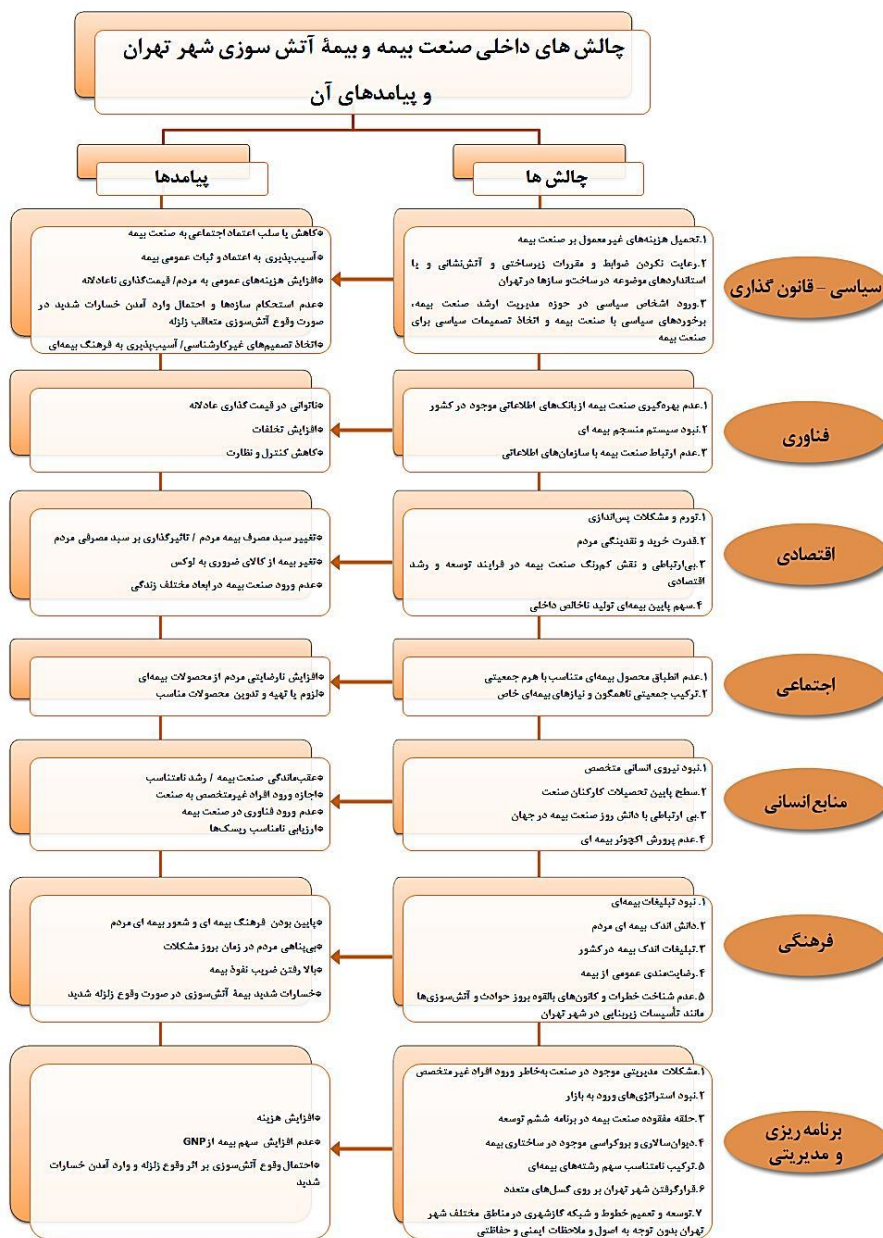 چالش های داخلی صنعت بیمه و بیمۀ آتش سوزی شهر تهران
و پیامدهای آن
چالش ها
پیامدها
سیاسی – قانون گذاری
۱.تحمیل هزینه‌های غیر معمول بر صنعت بیمه
۲.رعایت نکردن ضوابط و مقررات زیرساختی و آتش‌نشانی و یا
استانداردهای موضوعه در ساخت‌و سازها در تهران
۳.ورود اشخاص سیاسی در حوزه مدیریت ارشد صنعت بیمه،
برخوردهای سیاسی با صنعت بیمه و اتخاذ تصمیمات سیاسی برای
صنعت بیمه
کاهش یا سلب اعتماد اجتماعی به صنعت بیمه
آسیب‌پذیری به اعتماد و ثبات عمومی بیمه
افزایش هزینه‌های عمومی به مردم/ قیمت‌گذاری ناعادلانه
عدم استحکام سازه‌ها و احتمال وارد آمدن خسارات شدید در
صورت وقوع آتش‌سوزی متعاقب زلزله
اتخاذ تصمیم‌های غیرکارشناسی/ آسیب‌پذیری به فرهنگ بیمه‌ای
فناوری
۱.عدم بهره‌گیری صنعت بیمه از بانک‌های اطلاعاتی موجود در کشور
۲.نبود سیستم منسجم بیمه ای
۳.عدم ارتباط صنعت بیمه با سازمان‌های اطلاعاتی
ناتوانی در قیمت گذاری عادلانه
افزایش تخلفات
کاهش کنترل و نظارت
اقتصادی
۱.تورم و مشکلات پس‌اندازی
۲.قدرت خرید و نقدینگی مردم
۳.بی‌ارتباطی و نقش کم‌رنگ صنعت بیمه در فرایند توسعه و رشد
اقتصادی
۴.سهم پایین بیمه‌ای تولید ناخالص داخلی
تغییر سبد مصرف بیمه مردم / تاثیرگذاری بر سبد مصرفی مردم
تغیر بیمه از کالای ضروری به لوکس
عدم ورود صنعت بیمه در ابعاد مختلف زندگی
اجتماعی
۱.عدم انطباق محصول بیمه‌ای متناسب با هرم جمعیتی
۲.ترکیب جمعیتی ناهمگون و نیازهای بیمه‌ای خاص
افزایش نارضایتی مردم از محصولات بیمه‌ای
لزوم یا تهیه و تدوین محصولات مناسب
منابع انسانی
۱.نبود نیروی انسانی متخصص
۲.سطح پایین تحصیلات کارکنان صنعت
۳.بی ارتباطی با دانش روز صنعت بیمه در جهان
۴.عدم پرورش اکچوئر بیمه ای
عقب‌ماندگی صنعت بیمه / رشد نامتناسب
اجازه ورود افراد غیرمتخصص به صنعت
عدم ورود فناوری در صنعت بیمه
ارزیابی نامناسب ریسک‌ها
فرهنگی
۱. نبود تبلیغات بیمه‌ای
۲.دانش اندک بیمه ای مردم
۳.تبلیغات اندک بیمه در کشور
۴.رضایت‌مندی عمومی از بیمه
۵.عدم شناخت خطرات و کانون‌های بالقوه بروز حوادث و آتش‌سوزی‌ها
مانند تأسیسات زیربنایی در شهر تهران
پایین بودن فرهنگ بیمه ای و شعور بیمه ای مردم
بی‌پناهی مردم در زمان بروز مشکلات
بالا رفتن ضریب نفوذ بیمه
خسارات شدید بیمۀ آتش‌سوزی در صورت وقوع زلزله شدید
برنامه ریزی
و مدیریتی
۱.مشکلات مدیریتی موجود در صنعت به‌خاطر ورود افراد غیر متخصص
۲.نبود استراتژی‌های ورود به بازار
۳.حلقه مفقوده صنعت بیمه در برنامه ششم توسعه
۴.دیوان‌سالاری و بروکراسی موجود در ساختاری بیمه
۵.ترکیب نامتناسب سهم رشته‌های بیمه‌ای
۶.قرارگرفتن شهر تهران بر روی گسل‌های متعدد
۷.توسعه و تعمیم خطوط و شبکه گازشهری در مناطق مختلف شهر
تهران بدون توجه به اصول و ملاحظات ایمنی و حفاظتی
افزایش هزینه
عدم افزایش سهم بیمه از GNP
احتمال وقوع آتش‌سوزی بر اثر وقوع زلزله و وارد آمدن خسارات
شدید